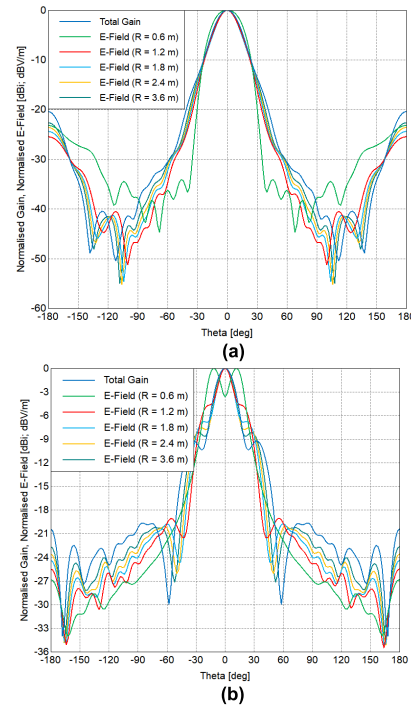 Normalised Gain, Normalised E-Field [dBi; dBV/m]
0
-10
-20
-30
-40
-50
-60
Total Gain
E-Field (R = 0.6 m)
E-Field (R = 1.2 m)
E-Field (R = 1.8 m)
E-Field (R = 2.4 m)
E-Field (R = 3.6 m)
-180 -150 -120 -90 -60 -30 0 30 60 90 120 150 180
Theta [deg]
(a)
Normalised Gain, Normalised E-Field [dBi; dBV/m]
0
-3
-6
-9
-12
-15
-18
-21
-24
-27
-30
-33
-36
Total Gain
E-Field (R = 0.6 m)
E-Field (R = 1.2 m)
E-Field (R = 1.8 m)
E-Field (R = 2.4 m)
E-Field (R = 3.6 m)
-180 -150 -120 -90 -60 -30 0 30 60 90 120 150 180
Theta [deg]
(b)